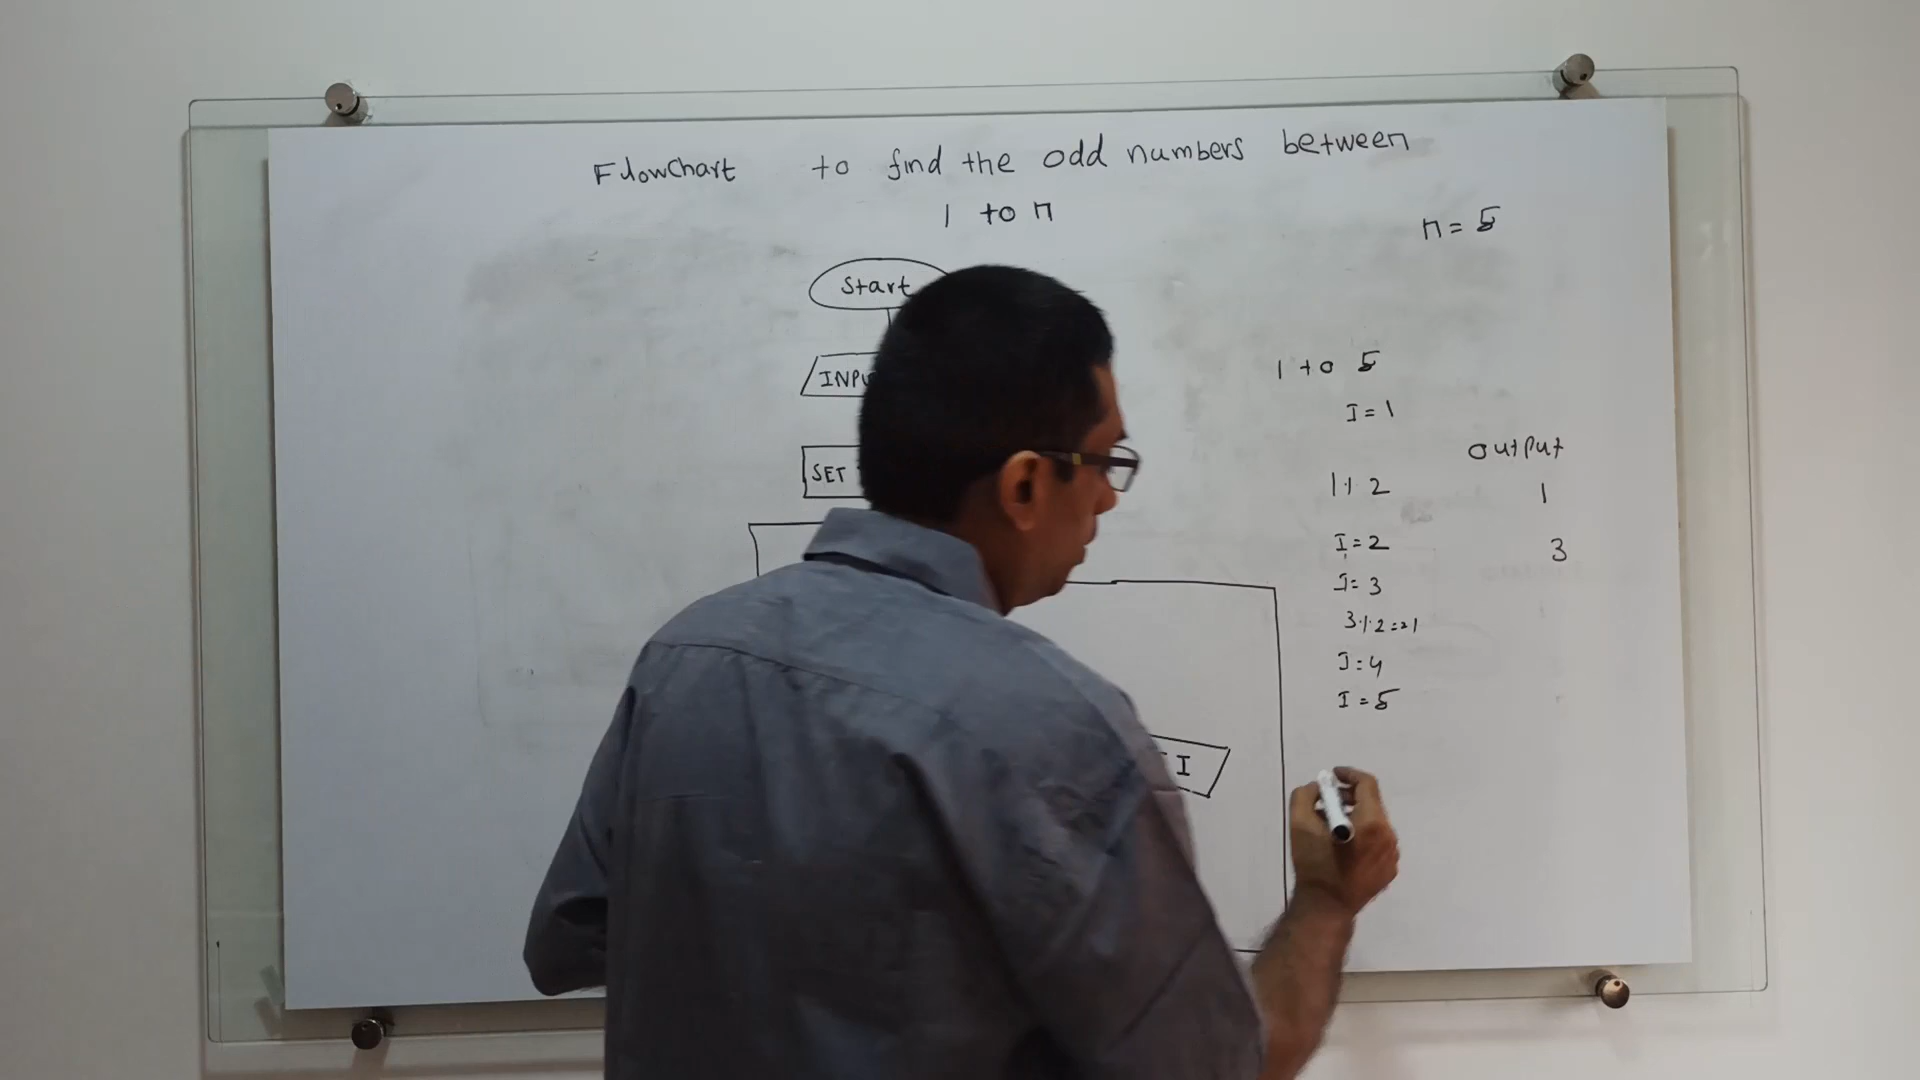 Flowchart to find the odd numbers between
1 to n
n = 5
Start
SET
I
1 to 5
I = 1
output
1 % 2 1
I = 2
3
I = 3
3 % 2 == 1
I = 4
I = 5